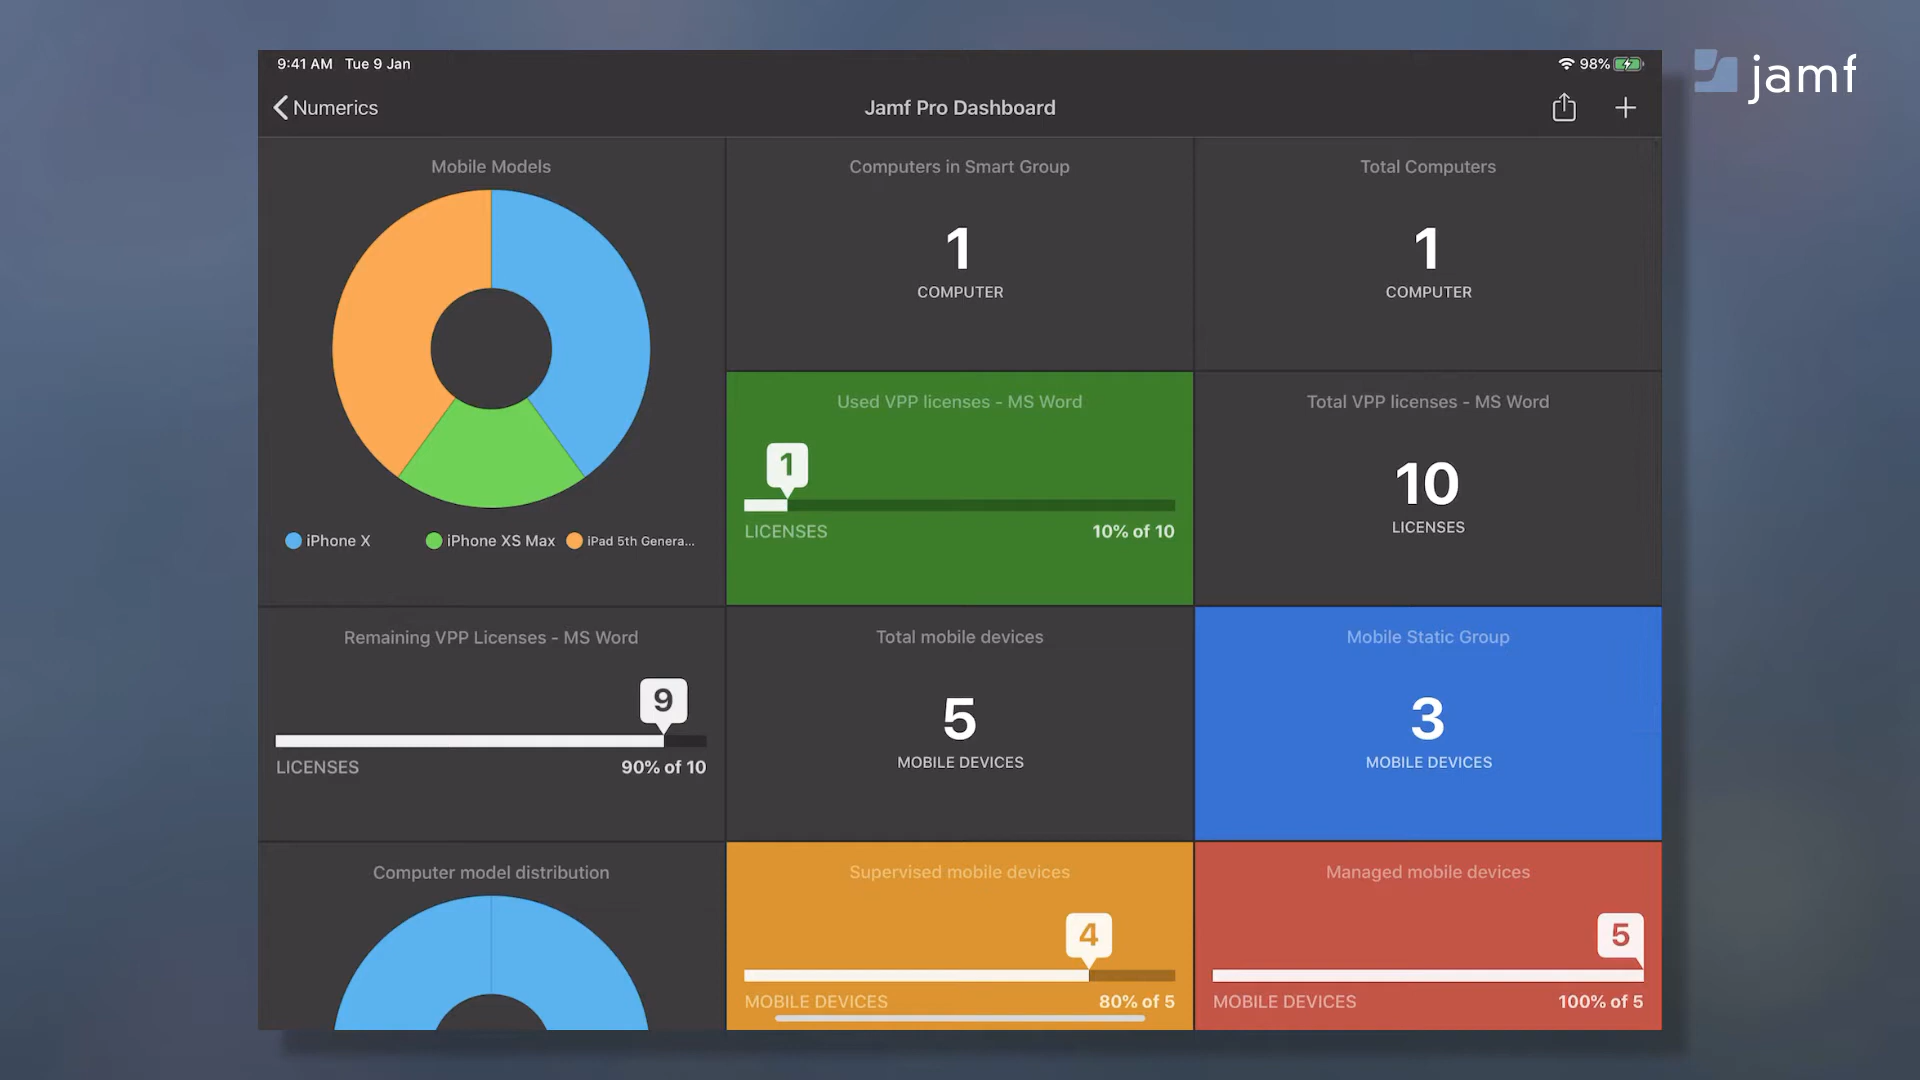 9:41 AM Tue 9 Jan
98%
jamf
Numerics
Jamf Pro Dashboard
Mobile Models
iPhone X
iPhone XS Max
iPad 5th Genera...
Computers in Smart Group
1
COMPUTER
Total Computers
1
COMPUTER
Used VPP licenses - MS Word
1
LICENSES
10% of 10
Total VPP licenses - MS Word
10
LICENSES
Remaining VPP Licenses - MS Word
9
LICENSES
90% of 10
Total mobile devices
5
MOBILE DEVICES
Mobile Static Group
3
MOBILE DEVICES
Computer model distribution
Supervised mobile devices
4
MOBILE DEVICES
80% of 5
Managed mobile devices
5
MOBILE DEVICES
100% of 5